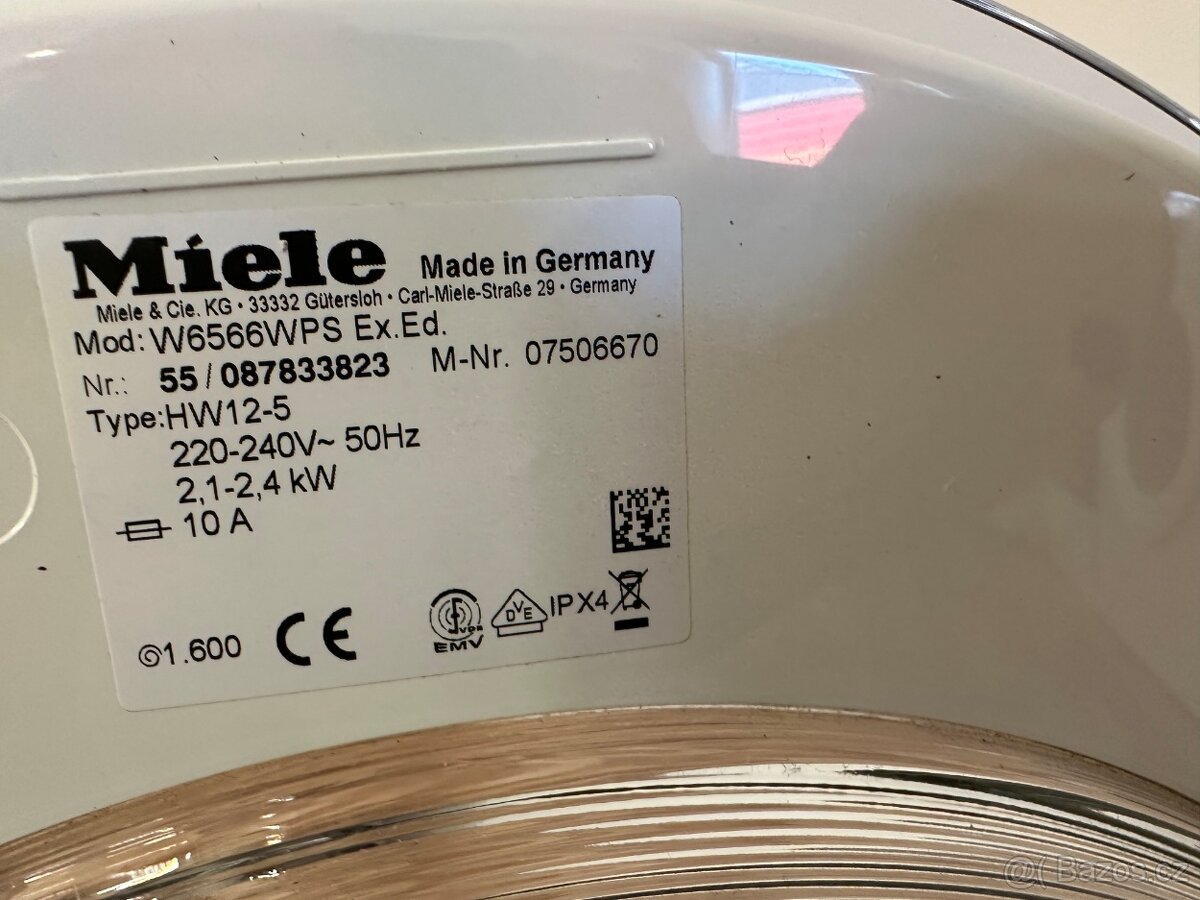 Miele Made in Germany
Miele & Cie. KG • 33332 Gütersloh • Carl-Miele-Straße 29 • Germany
Mod: W6566WPS Ex.Ed.
Nr.: 55 / 087833823 M-Nr. 07506670
Type:HW12-5
220-240V~ 50Hz
2,1-2,4 kW
10 A
1.600 CE EMV DVE IPX4
Bazos.cz